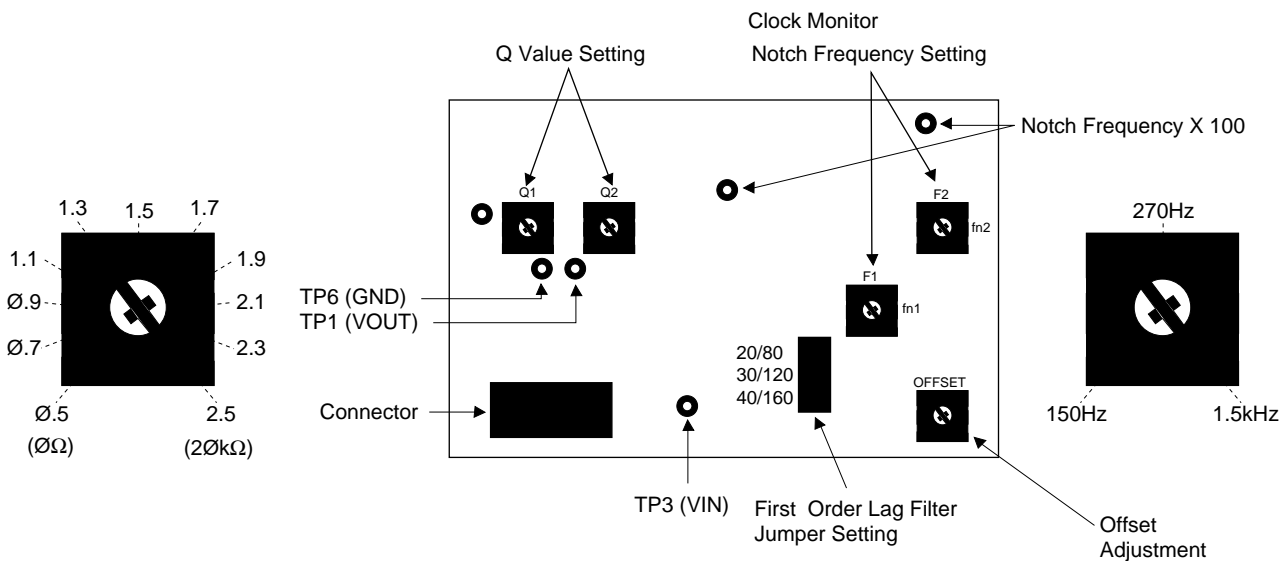 Clock Monitor
Q Value Setting
Notch Frequency Setting
Notch Frequency X 100
Q1
Q2
F2
fn2
1.3
1.5
1.7
1.1
1.9
Ø.9
2.1
Ø.7
2.3
Ø.5
2.5
(ØΩ)
(2ØkΩ)
TP6 (GND)
TP1 (VOUT)
F1
fn1
270Hz
150Hz
1.5kHz
20/80
30/120
40/160
OFFSET
Connector
TP3 (VIN)
First Order Lag Filter
Jumper Setting
Offset
Adjustment